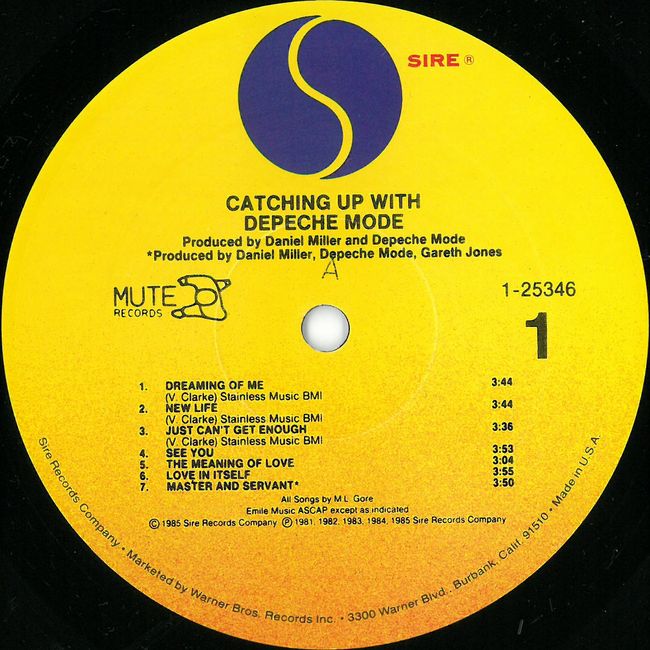 SIRE ®
CATCHING UP WITH
DEPECHE MODE
Produced by Daniel Miller and Depeche Mode
*Produced by Daniel Miller, Depeche Mode, Gareth Jones
A
MUTE
RECORDS
1-25346
1
1. DREAMING OF ME 3:44
(V. Clarke) Stainless Music BMI
2. NEW LIFE 3:44
(V. Clarke) Stainless Music BMI
3. JUST CAN'T GET ENOUGH 3:36
(V. Clarke) Stainless Music BMI
4. SEE YOU 3:53
5. THE MEANING OF LOVE 3:04
6. LOVE IN ITSELF 3:55
7. MASTER AND SERVANT* 3:50
All Songs by M.L. Gore
Emile Music ASCAP except as indicated
© 1985 Sire Records Company ℗ 1981, 1982, 1983, 1984, 1985 Sire Records Company
Sire Records Company • Marketed by Warner Bros. Records Inc. • 3300 Warner Blvd., Burbank, Calif. 91510 • Made in U.S.A.